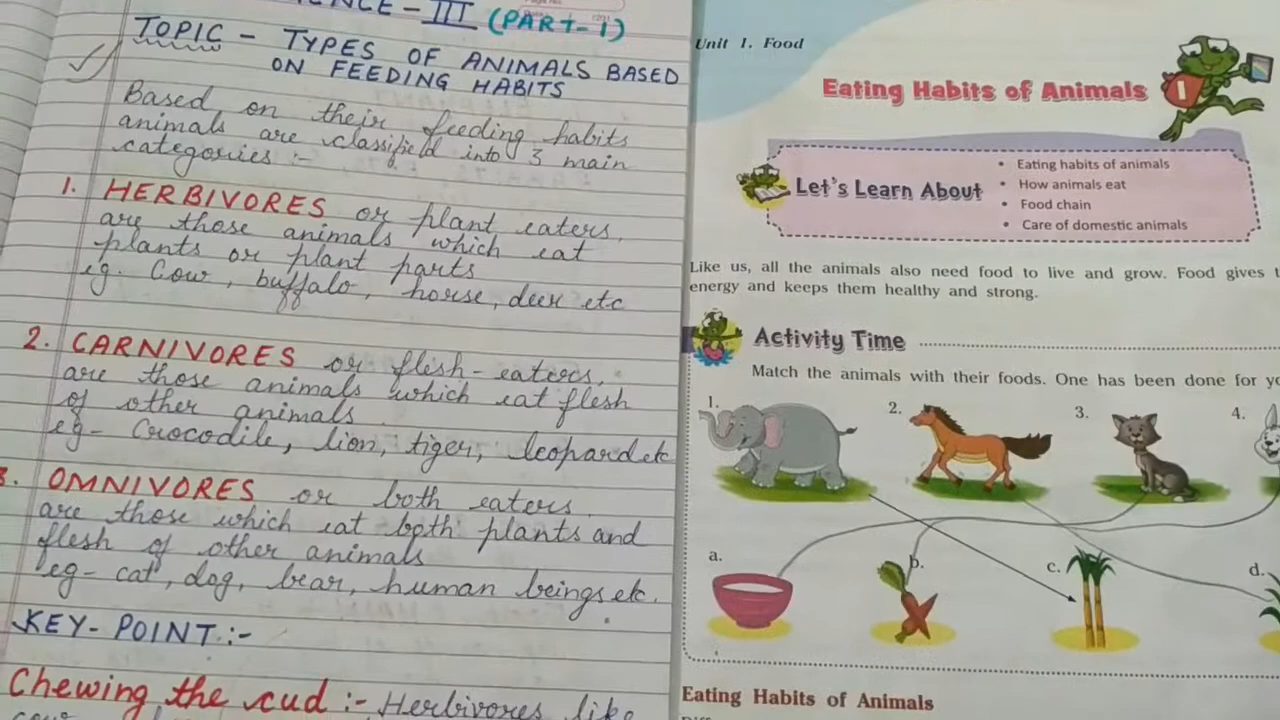 ENCE - III (PART-1)
TOPIC - TYPES OF ANIMALS BASED
ON FEEDING HABITS
Based on their feeding habits
animals are classified into 3 main
categories :-
1. HERBIVORES or plant eaters,
are those animals which eat
plants or plant parts
eg. Cow, buffalo, horse, deer etc
2. CARNIVORES or flesh-eaters,
are those animals which eat flesh
of other animals
eg- Crocodile, lion, tiger, leopard etc
3. OMNIVORES or both eaters
are those which eat both plants and
flesh of other animals
eg- cat, dog, bear, human beings etc.
KEY-POINT :-
Chewing the cud :- Herbivores like
Unit 1. Food
Eating Habits of Animals
1
Let's Learn About
• Eating habits of animals
• How animals eat
• Food chain
• Care of domestic animals
Like us, all the animals also need food to live and grow. Food gives
energy and keeps them healthy and strong.
Activity Time
Match the animals with their foods. One has been done for
1. 2. 3. 4.
a. b. c. d.
Eating Habits of Animals